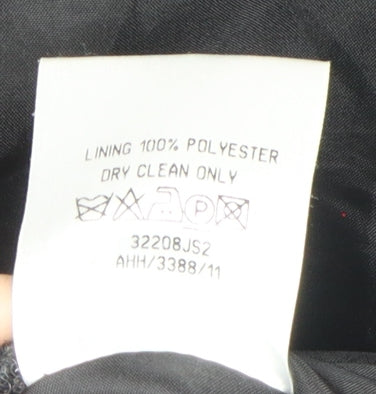 LINING 100% POLYESTER
DRY CLEAN ONLY
P
32208JS2
AHH/3388/11